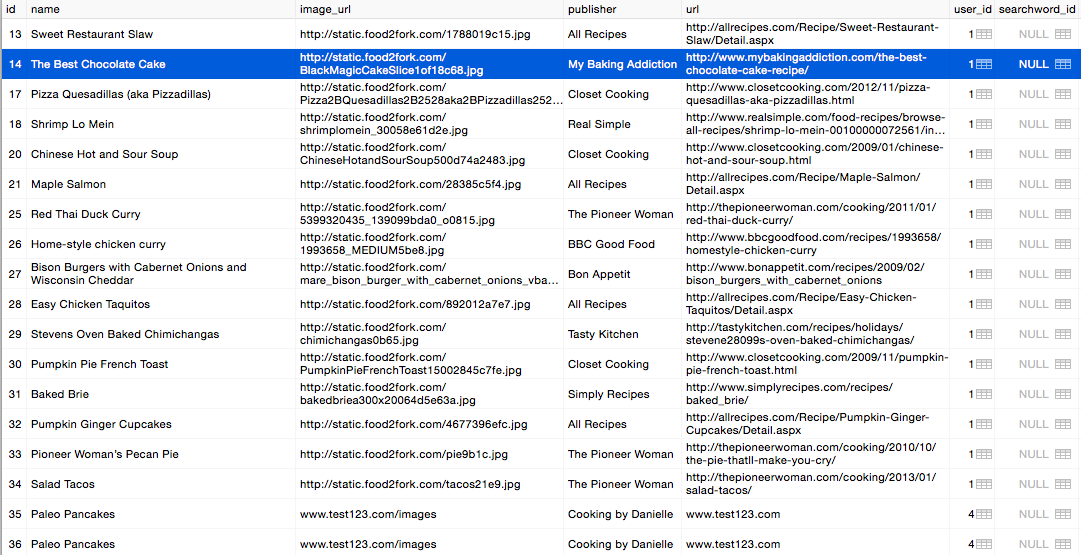 id name image_url publisher url user_id searchword_id
13 Sweet Restaurant Slaw http://static.food2fork.com/1788019c15.jpg All Recipes http://allrecipes.com/Recipe/Sweet-Restaurant-
Slaw/Detail.aspx 1 NULL
14 The Best Chocolate Cake http://static.food2fork.com/
BlackMagicCakeSlice1of18c68.jpg My Baking Addiction http://www.mybakingaddiction.com/the-best-
chocolate-cake-recipe/ 1 NULL
17 Pizza Quesadillas (aka Pizzadillas) http://static.food2fork.com/
Pizza2BQuesadillas2B2528aka2BPizzadillas252... Closet Cooking http://www.closetcooking.com/2012/11/pizza-
quesadillas-aka-pizzadillas.html 1 NULL
18 Shrimp Lo Mein http://static.food2fork.com/
shrimplomein_30058e61d2e.jpg Real Simple http://www.realsimple.com/food-recipes/browse-
all-recipes/shrimp-lo-mein-00100000072561/in... 1 NULL
20 Chinese Hot and Sour Soup http://static.food2fork.com/
ChineseHotandSourSoup500d74a2483.jpg Closet Cooking http://www.closetcooking.com/2009/01/chinese-
hot-and-sour-soup.html 1 NULL
21 Maple Salmon http://static.food2fork.com/28385c5f4.jpg All Recipes http://allrecipes.com/Recipe/Maple-Salmon/
Detail.aspx 1 NULL
25 Red Thai Duck Curry http://static.food2fork.com/
5399320435_139099bda0_o0815.jpg The Pioneer Woman http://thepioneerwoman.com/cooking/2011/01/
red-thai-duck-curry/ 1 NULL
26 Home-style chicken curry http://static.food2fork.com/
1993658_MEDIUM5be8.jpg BBC Good Food http://www.bbcgoodfood.com/recipes/1993658/
homestyle-chicken-curry 1 NULL
27 Bison Burgers with Cabernet Onions and
Wisconsin Cheddar http://static.food2fork.com/
mare_bison_burger_with_cabernet_onions_vba... Bon Appetit http://www.bonappetit.com/recipes/2009/02/
bison_burgers_with_cabernet_onions 1 NULL
28 Easy Chicken Taquitos http://static.food2fork.com/892012a7e7.jpg All Recipes http://allrecipes.com/Recipe/Easy-Chicken-
Taquitos/Detail.aspx 1 NULL
29 Stevens Oven Baked Chimichangas http://static.food2fork.com/
chimichangas0b65.jpg Tasty Kitchen http://tastykitchen.com/recipes/holidays/
stevene28099s-oven-baked-chimichangas/ 1 NULL
30 Pumpkin Pie French Toast http://static.food2fork.com/
PumpkinPieFrenchToast15002845c7fe.jpg Closet Cooking http://www.closetcooking.com/2009/11/pumpkin-
pie-french-toast.html 1 NULL
31 Baked Brie http://static.food2fork.com/
bakedbriea300x20064d5e63a.jpg Simply Recipes http://www.simplyrecipes.com/recipes/
baked_brie/ 1 NULL
32 Pumpkin Ginger Cupcakes http://static.food2fork.com/4677396efc.jpg All Recipes http://allrecipes.com/Recipe/Pumpkin-Ginger-
Cupcakes/Detail.aspx 1 NULL
33 Pioneer Woman's Pecan Pie http://static.food2fork.com/pie9b1c.jpg The Pioneer Woman http://thepioneerwoman.com/cooking/2010/10/
the-pie-thatll-make-you-cry/ 1 NULL
34 Salad Tacos http://static.food2fork.com/tacos21e9.jpg The Pioneer Woman http://thepioneerwoman.com/cooking/2013/01/
salad-tacos/ 1 NULL
35 Paleo Pancakes www.test123.com/images Cooking by Danielle www.test123.com 4 NULL
36 Paleo Pancakes www.test123.com/images Cooking by Danielle www.test123.com 4 NULL